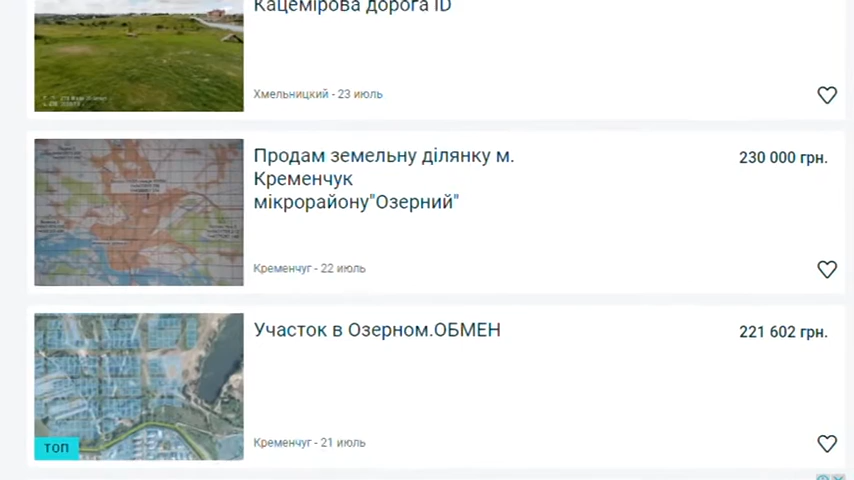 Кацемірова дорога ID
Хмельницкий - 23 июль
Продам земельну ділянку м.
Кременчук
мікрорайону"Озерний"
230 000 грн.
Кременчуг - 22 июль
Участок в Озерном.ОБМЕН
221 602 грн.
ТОП
Кременчуг - 21 июль